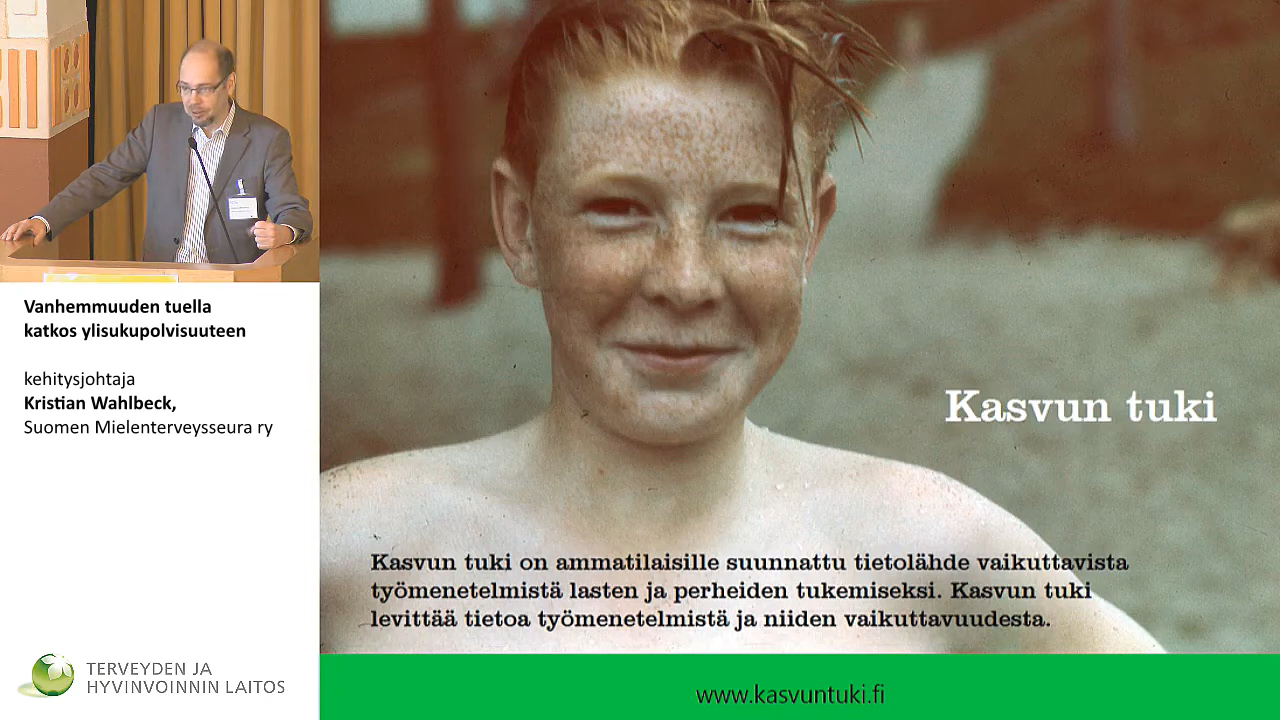 Vanhemmuuden tuella
katkos ylisukupolvisuuteen
kehitysjohtaja
Kristian Wahlbeck,
Suomen Mielenterveysseura ry
TERVEYDEN JA
HYVINVOINNIN LAITOS
Kasvun tuki
Kasvun tuki on ammatilaisille suunnattu tietolähde vaikuttavista
työmenetelmistä lasten ja perheiden tukemiseksi. Kasvun tuki
levittää tietoa työmenetelmistä ja niiden vaikuttavuudesta.
www.kasvuntuki.fi